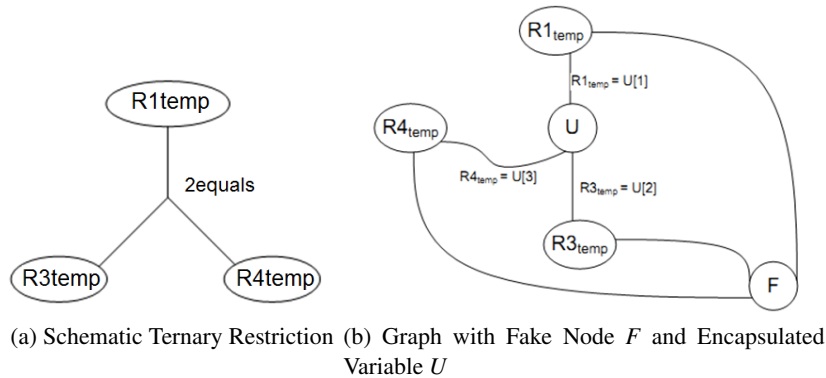 R1temp
2equals
R3temp
R4temp
R1temp
R1temp = U[1]
R4temp
U
R4temp = U[3]
R3temp = U[2]
R3temp
F
(a) Schematic Ternary Restriction
(b) Graph with Fake Node F and Encapsulated
Variable U